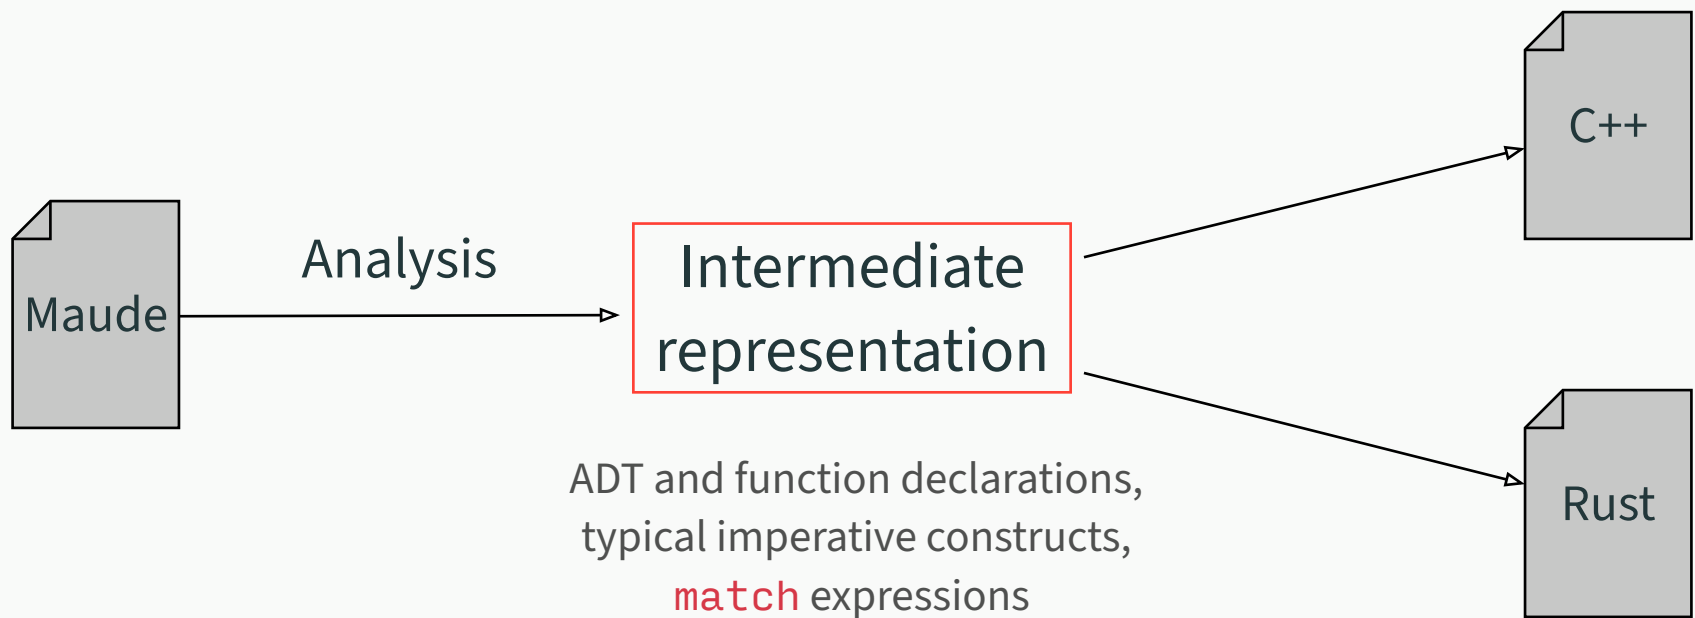 Maude
Analysis
Intermediate
representation
ADT and function declarations,
typical imperative constructs,
match expressions
C++
Rust